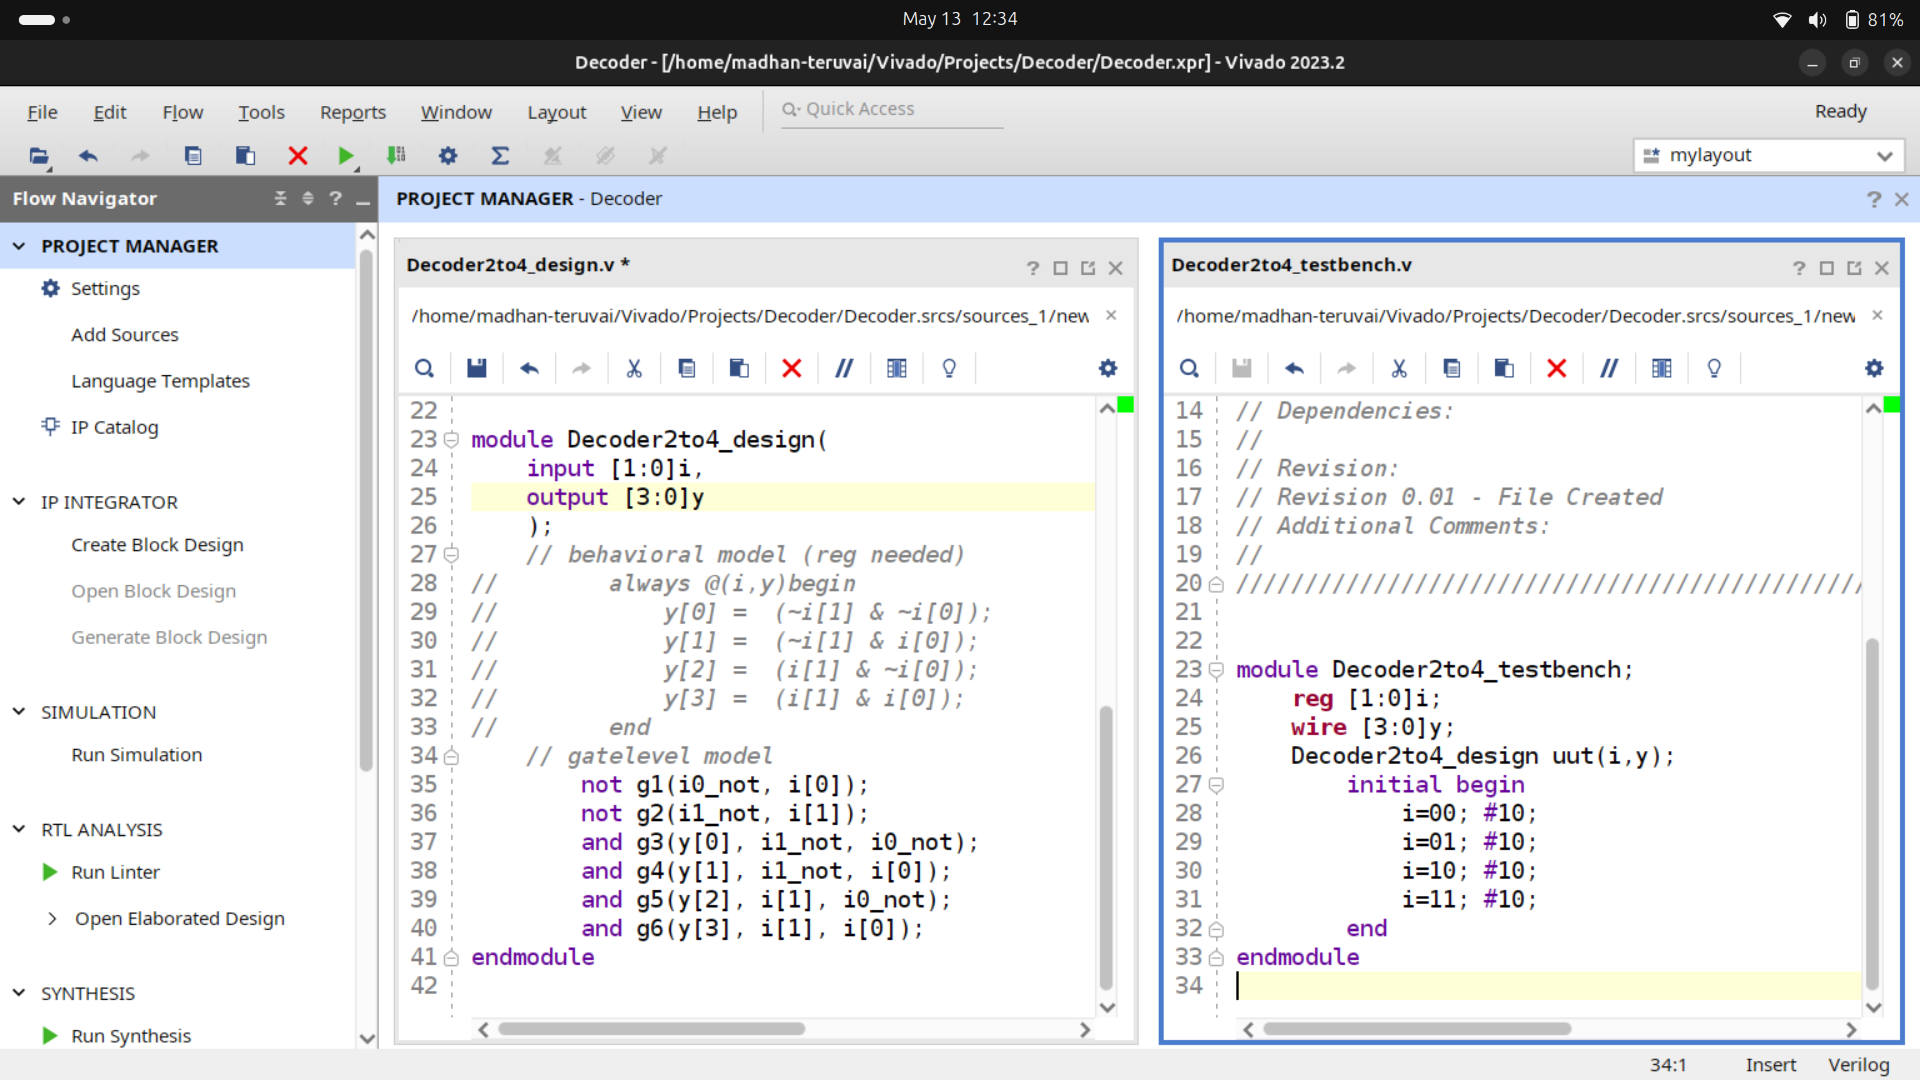 May 13 12:34
81%
Decoder - [/home/madhan-teruvai/Vivado/Projects/Decoder/Decoder.xpr] - Vivado 2023.2
File Edit Flow Tools Reports Window Layout View Help Quick Access Ready
mylayout
Flow Navigator
PROJECT MANAGER
Settings
Add Sources
Language Templates
IP Catalog
IP INTEGRATOR
Create Block Design
Open Block Design
Generate Block Design
SIMULATION
Run Simulation
RTL ANALYSIS
Run Linter
Open Elaborated Design
SYNTHESIS
Run Synthesis
PROJECT MANAGER - Decoder
Decoder2to4_design.v *
/home/madhan-teruvai/Vivado/Projects/Decoder/Decoder.srcs/sources_1/new
22
23 module Decoder2to4_design(
24     input [1:0]i,
25     output [3:0]y
26     );
27     // behavioral model (reg needed)
28 //        always @(i,y)begin
29 //            y[0] =  (~i[1] & ~i[0]);
30 //            y[1] =  (~i[1] & i[0]);
31 //            y[2] =  (i[1] & ~i[0]);
32 //            y[3] =  (i[1] & i[0]);
33 //        end
34     // gatelevel model
35         not g1(i0_not, i[0]);
36         not g2(i1_not, i[1]);
37         and g3(y[0], i1_not, i0_not);
38         and g4(y[1], i1_not, i[0]);
39         and g5(y[2], i[1], i0_not);
40         and g6(y[3], i[1], i[0]);
41 endmodule
42
Decoder2to4_testbench.v
/home/madhan-teruvai/Vivado/Projects/Decoder/Decoder.srcs/sources_1/new
14 // Dependencies:
15 //
16 // Revision:
17 // Revision 0.01 - File Created
18 // Additional Comments:
19 //
20 //////////////////////////////////////////////
21
22
23 module Decoder2to4_testbench;
24     reg [1:0]i;
25     wire [3:0]y;
26     Decoder2to4_design uut(i,y);
27         initial begin
28             i=00; #10;
29             i=01; #10;
30             i=10; #10;
31             i=11; #10;
32         end
33 endmodule
34
34:1 Insert Verilog